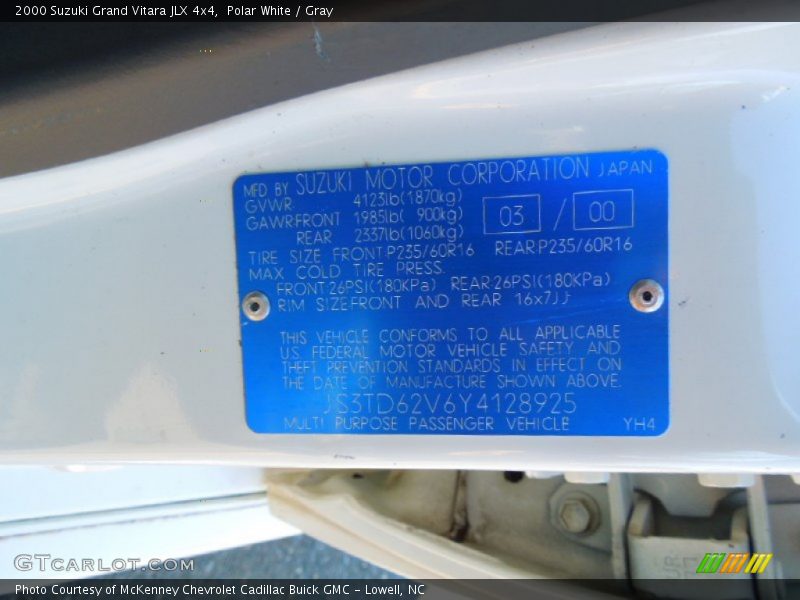 2000 Suzuki Grand Vitara JLX 4x4, Polar White / Gray
MFD BY SUZUKI MOTOR CORPORATION JAPAN
GVWR 4123lb(1870kg)
GAWR:FRONT 1985lb( 900kg) 03 / 00
REAR 2337lb(1060kg)
TIRE SIZE FRONT:P235/60R16 REAR:P235/60R16
MAX COLD TIRE PRESS.
FRONT:26PSI(180KPa) REAR:26PSI(180KPa)
RIM SIZE:FRONT AND REAR 16x7JJ
THIS VEHICLE CONFORMS TO ALL APPLICABLE
U.S. FEDERAL MOTOR VEHICLE SAFETY AND
THEFT PREVENTION STANDARDS IN EFFECT ON
THE DATE OF MANUFACTURE SHOWN ABOVE.
JS3TD62V6Y4128925
MULTI PURPOSE PASSENGER VEHICLE YH4
GTCarLot.com
Photo Courtesy of McKenney Chevrolet Cadillac Buick GMC - Lowell, NC